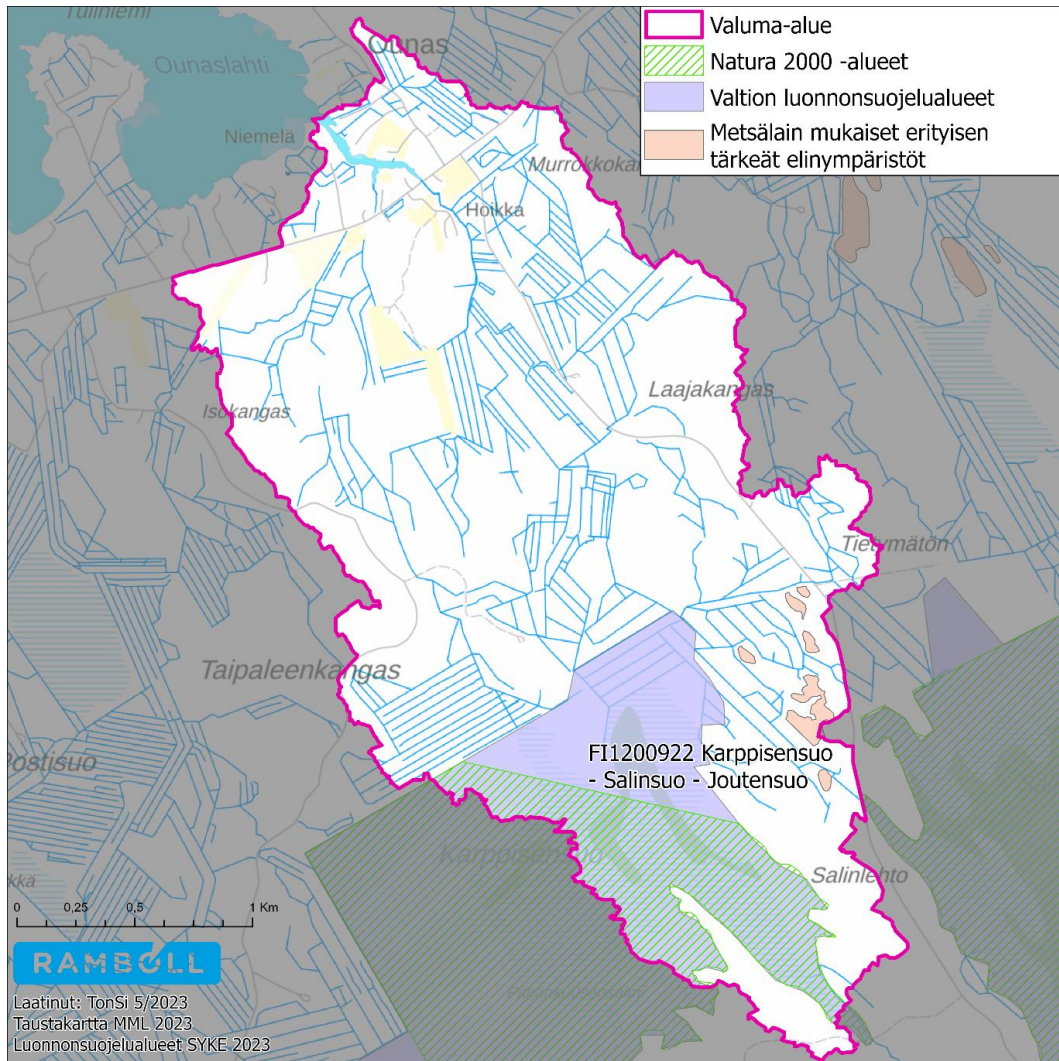 Tuliniemi
Ounas
Ounaslahti
Niemelä
Hoikka
Isokangas
Laajakangas
Tietymätön
Taipaleenkangas
FI1200922 Karppisensuo
- Salinsuo - Joutensuo
Salinlehto
Valuma-alue
Natura 2000 -alueet
Valtion luonnonsuojelualueet
Metsälain mukaiset erityisen
tärkeät elinympäristöt
0 0,25 0,5 1 Km
RAMBOLL
Laatinut: TonSi 5/2023
Taustakartta MML 2023
Luonnonsuojelualueet SYKE 2023